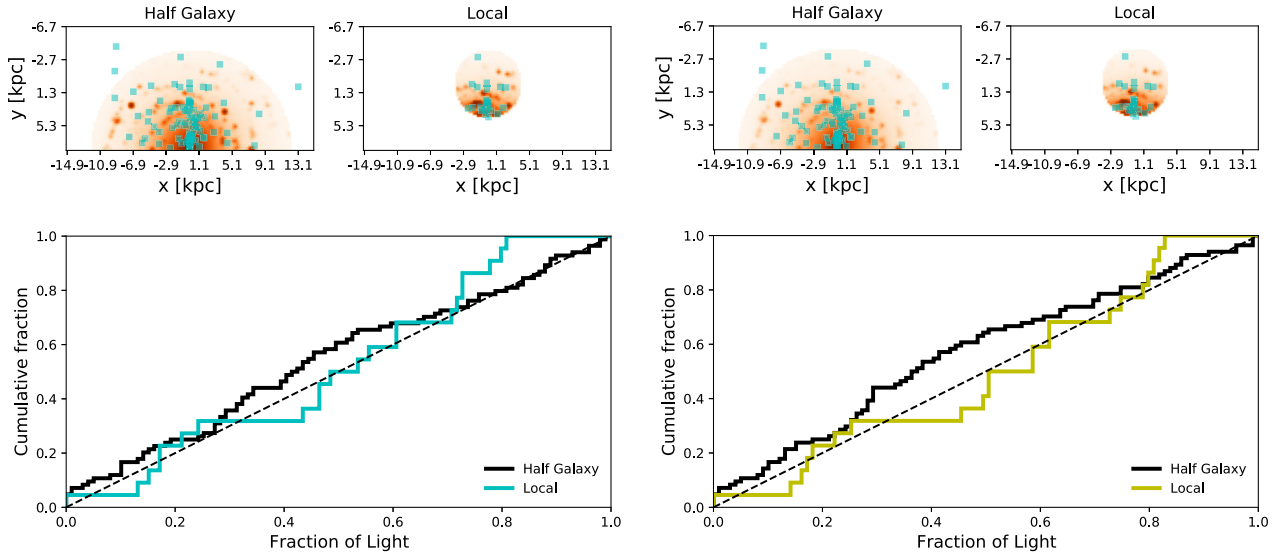 Half Galaxy
Local
Half Galaxy
Local
-6.7
-2.7
1.3
5.3
y [kpc]
-14.9 -10.9 -6.9 -2.9 1.1 5.1 9.1 13.1
x [kpc]
-6.7
-2.7
1.3
5.3
-14.9 -10.9 -6.9 -2.9 1.1 5.1 9.1 13.1
x [kpc]
-6.7
-2.7
1.3
5.3
y [kpc]
-14.9 -10.9 -6.9 -2.9 1.1 5.1 9.1 13.1
x [kpc]
-6.7
-2.7
1.3
5.3
-14.9 -10.9 -6.9 -2.9 1.1 5.1 9.1 13.1
x [kpc]
1.0
0.8
0.6
0.4
0.2
0.0
Cumulative fraction
Half Galaxy
Local
0.0 0.2 0.4 0.6 0.8 1.0
Fraction of Light
1.0
0.8
0.6
0.4
0.2
0.0
Cumulative fraction
Half Galaxy
Local
0.0 0.2 0.4 0.6 0.8 1.0
Fraction of Light